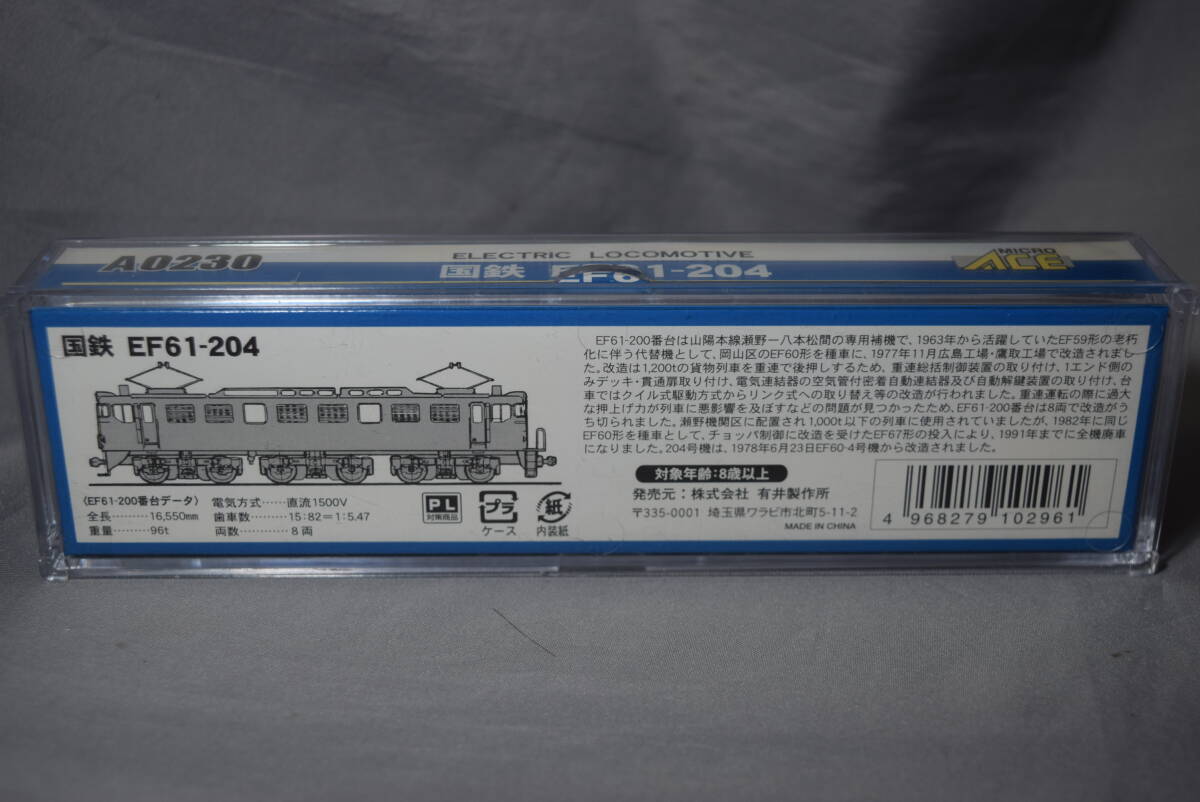 A0230
ELECTRIC LOCOMOTIVE
国鉄 EF61-204
MICRO
ACE
国鉄 EF61-204
〈EF61-200番台データ〉
全長……16,550mm
重量……96t
電気方式……直流1500V
歯車数……15:82=1:5.47
両数……8両
PL
対策商品
プラ
ケース
紙
内装紙
EF61-200番台は山陽本線瀬野ー八本松間の専用補機で、1963年から活躍していたEF59形の老朽
化に伴う代替機として、岡山区のEF60形を種車に、1977年11月広島工場・鷹取工場で改造されまし
た。改造は1,200tの貨物列車を重連で後押しするため、重連総括制御装置の取り付け、1エンド側の
みデッキ・貫通扉取り付け、電気連結器の空気管付密着自動連結器及び自動解鍵装置の取り付け、台
車ではクイル式駆動方式からリンク式への取り替え等の改造が行われました。重連運転の際に過大
な押上げ力が列車に悪影響を及ぼすなどの問題が見つかったため、EF61-200番台は8両で改造がう
ち切られました。瀬野機関区に配置され1,000t以下の列車に使用されていましたが、1982年に同じ
EF60形を種車として、チョッパ制御に改造を受けたEF67形の投入により、1991年までに全機廃車
になりました。204号機は、1978年6月23日EF60-4号機から改造されました。
対象年齢:8歳以上
発売元:株式会社 有井製作所
〒335-0001 埼玉県ワラビ市北町5-11-2
MADE IN CHINA
4 968279 102961